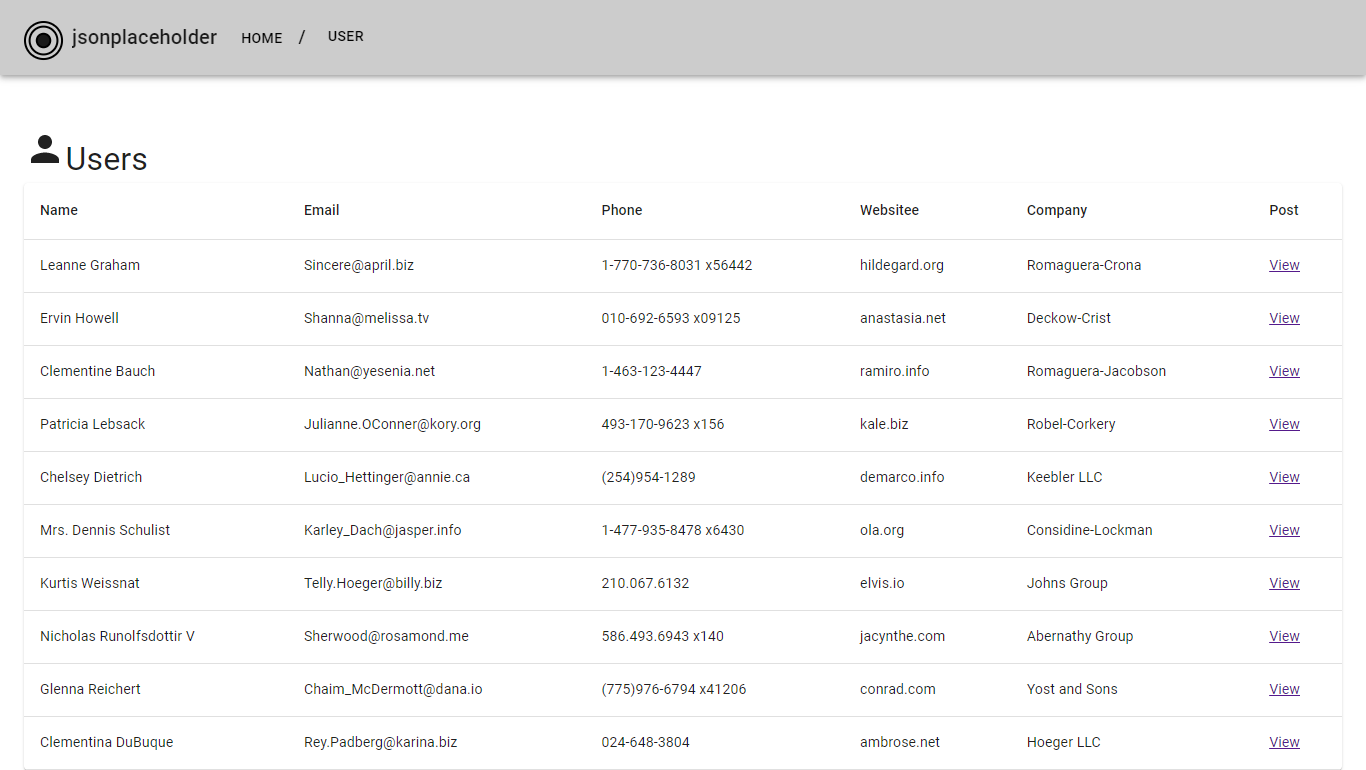 jsonplaceholder HOME / USER
Users
Name Email Phone Websitee Company Post
Leanne Graham Sincere@april.biz 1-770-736-8031 x56442 hildegard.org Romaguera-Crona View
Ervin Howell Shanna@melissa.tv 010-692-6593 x09125 anastasia.net Deckow-Crist View
Clementine Bauch Nathan@yesenia.net 1-463-123-4447 ramiro.info Romaguera-Jacobson View
Patricia Lebsack Julianne.OConner@kory.org 493-170-9623 x156 kale.biz Robel-Corkery View
Chelsey Dietrich Lucio_Hettinger@annie.ca (254)954-1289 demarco.info Keebler LLC View
Mrs. Dennis Schulist Karley_Dach@jasper.info 1-477-935-8478 x6430 ola.org Considine-Lockman View
Kurtis Weissnat Telly.Hoeger@billy.biz 210.067.6132 elvis.io Johns Group View
Nicholas Runolfsdottir V Sherwood@rosamond.me 586.493.6943 x140 jacynthe.com Abernathy Group View
Glenna Reichert Chaim_McDermott@dana.io (775)976-6794 x41206 conrad.com Yost and Sons View
Clementina DuBuque Rey.Padberg@karina.biz 024-648-3804 ambrose.net Hoeger LLC View